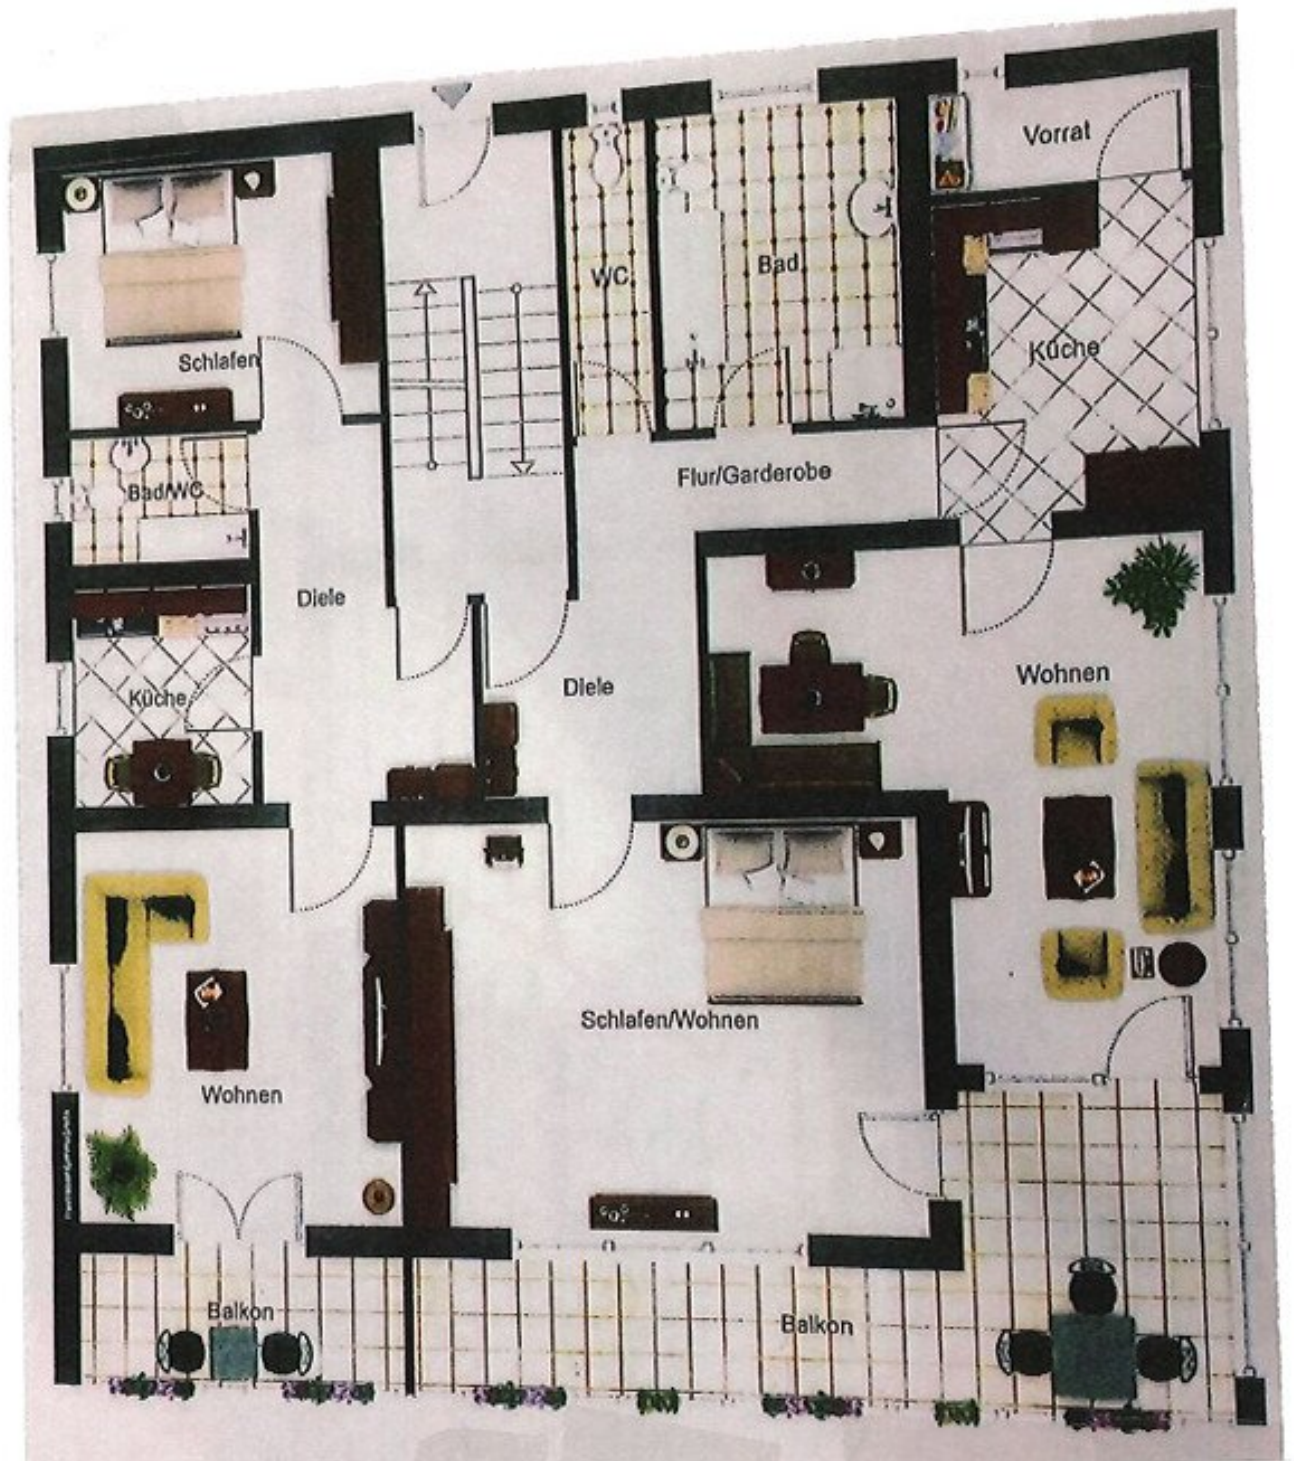 Vorrat
WC
Bad
Küche
Schlafen
Flur/Garderobe
Bad/WC
Diele
Küche
Diele
Wohnen
Schlafen/Wohnen
Wohnen
Balkon
Balkon